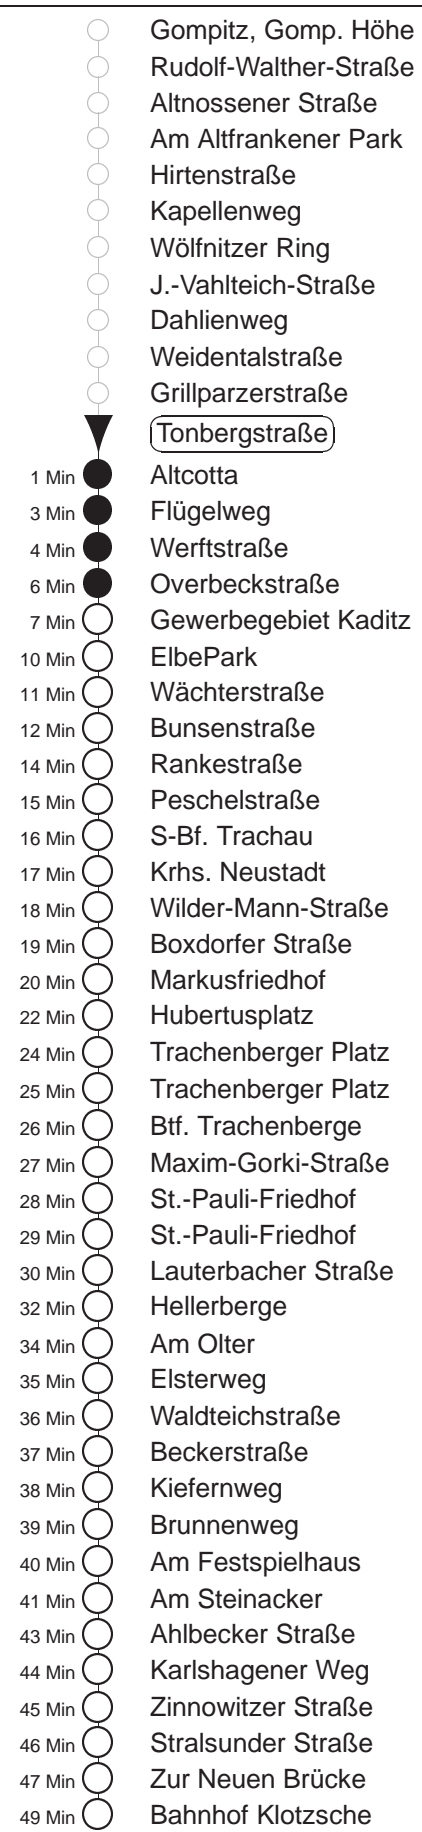 Gompitz, Gomp. Höhe
Rudolf-Walther-Straße
Altnossener Straße
Am Altfrankener Park
Hirtenstraße
Kapellenweg
Wölfnitzer Ring
J.-Vahlteich-Straße
Dahlienweg
Weidentalstraße
Grillparzerstraße
Tonbergstraße
1 Min Altcotta
3 Min Flügelweg
4 Min Werftstraße
6 Min Overbeckstraße
7 Min Gewerbegebiet Kaditz
10 Min ElbePark
11 Min Wächterstraße
12 Min Bunsenstraße
14 Min Rankestraße
15 Min Peschelstraße
16 Min S-Bf. Trachau
17 Min Krhs. Neustadt
18 Min Wilder-Mann-Straße
19 Min Boxdorfer Straße
20 Min Markusfriedhof
22 Min Hubertusplatz
24 Min Trachenberger Platz
25 Min Trachenberger Platz
26 Min Btf. Trachenberge
27 Min Maxim-Gorki-Straße
28 Min St.-Pauli-Friedhof
29 Min St.-Pauli-Friedhof
30 Min Lauterbacher Straße
32 Min Hellerberge
34 Min Am Olter
35 Min Elsterweg
36 Min Waldteichstraße
37 Min Beckerstraße
38 Min Kiefernweg
39 Min Brunnenweg
40 Min Am Festspielhaus
41 Min Am Steinacker
43 Min Ahlbecker Straße
44 Min Karlshagener Weg
45 Min Zinnowitzer Straße
46 Min Stralsunder Straße
47 Min Zur Neuen Brücke
49 Min Bahnhof Klotzsche